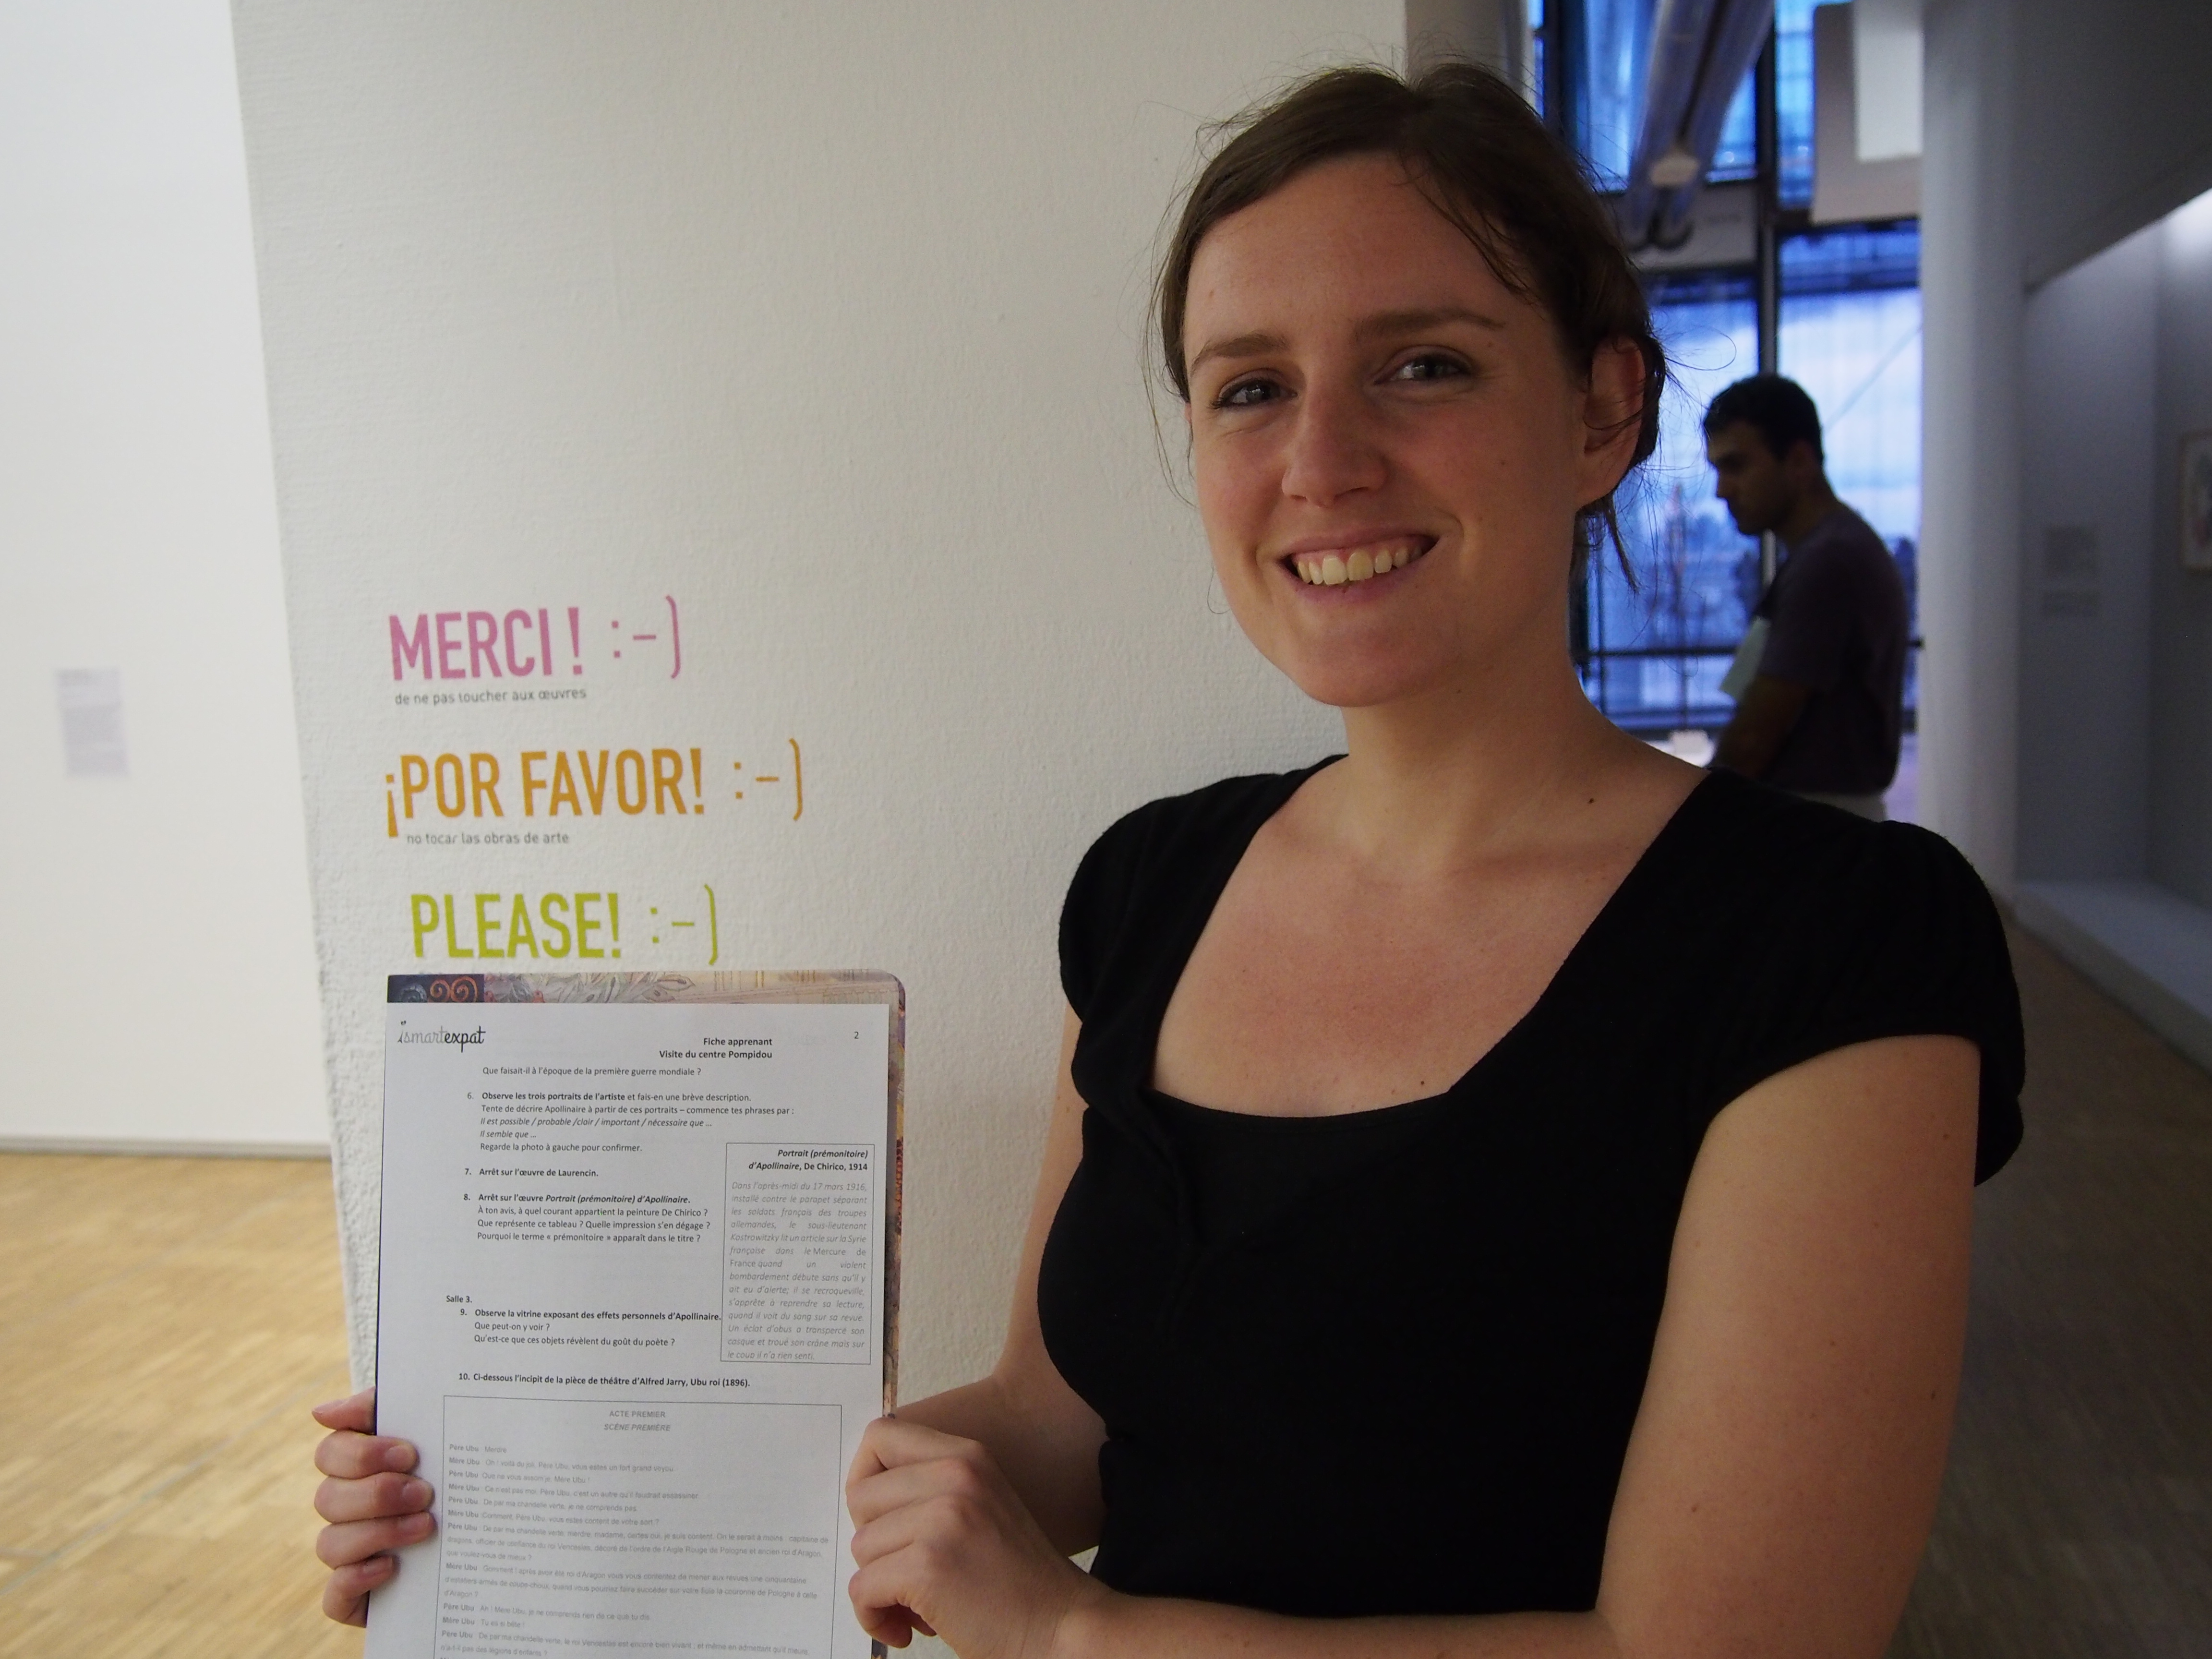 MERCI ! :-)
de ne pas toucher aux œuvres
¡POR FAVOR! :-)
no tocar las obras de arte
PLEASE! :-)
ismartexpat
2
Fiche apprenant
Visite du centre Pompidou
Que faisait-il à l'époque de la première guerre mondiale ?
6. Observe les trois portraits de l'artiste et fais-en une brève description.
Tente de décrire Apollinaire à partir de ces portraits – commence tes phrases par :
Il est possible / probable /clair / important / nécessaire que ...
Il semble que ...
Regarde la photo à gauche pour confirmer.
7. Arrêt sur l'œuvre de Laurencin.
8. Arrêt sur l'œuvre Portrait (prémonitoire) d'Apollinaire.
À ton avis, à quel courant appartient la peinture De Chirico ?
Que représente ce tableau ? Quelle impression s'en dégage ?
Pourquoi le terme « prémonitoire » apparaît dans le titre ?
Portrait (prémonitoire)
d'Apollinaire, De Chirico, 1914
Dans l'après-midi du 17 mars 1916,
installé contre le parapet séparant
les soldats français des troupes
allemandes, le sous-lieutenant
Kostrowitzky lit un article sur la Syrie
française dans le Mercure de
France quand un violent
bombardement débute sans qu'il y
ait eu d'alerte; il se recroqueville,
s'apprête à reprendre sa lecture,
quand il voit du sang sur sa revue.
Un éclat d'obus a transpercé son
casque et troué son crâne mais sur
le coup il n'a rien senti.
Salle 3.
9. Observe la vitrine exposant des effets personnels d'Apollinaire.
Que peut-on y voir ?
Qu'est-ce que ces objets révèlent du goût du poète ?
10. Ci-dessous l'incipit de la pièce de théâtre d'Alfred Jarry, Ubu roi (1896).
ACTE PREMIER
SCÈNE PREMIÈRE
Père Ubu : Merdre
Mère Ubu : Oh ! voilà du joli, Père Ubu, vous estes un fort grand voyou.
Père Ubu : Que ne vous assom'je, Mère Ubu !
Mère Ubu : Ce n'est pas moi, Père Ubu, c'est un autre qu'il faudrait assassiner.
Père Ubu : De par ma chandelle verte, je ne comprends pas.
Mère Ubu : Comment, Père Ubu, vous estes content de votre sort ?
Père Ubu : De par ma chandelle verte, merdre, madame, certes oui, je suis content. On le serait à moins : capitaine de
dragons, officier de confiance du roi Venceslas, décoré de l'ordre de l'Aigle Rouge de Pologne et ancien roi d'Aragon,
que voulez-vous de mieux ?
Mère Ubu : Comment ! après avoir été roi d'Aragon vous vous contentez de mener aux revues une cinquantaine
d'estafiers armés de coupe-choux, quand vous pourriez faire succéder sur votre fiole la couronne de Pologne à celle
d'Aragon ?
Père Ubu : Ah ! Mère Ubu, je ne comprends rien de ce que tu dis.
Mère Ubu : Tu es si bête !
Père Ubu : De par ma chandelle verte, le roi Venceslas est encore bien vivant ; et même en admettant qu'il meure,
n'a-t-il pas des légions d'enfants ?